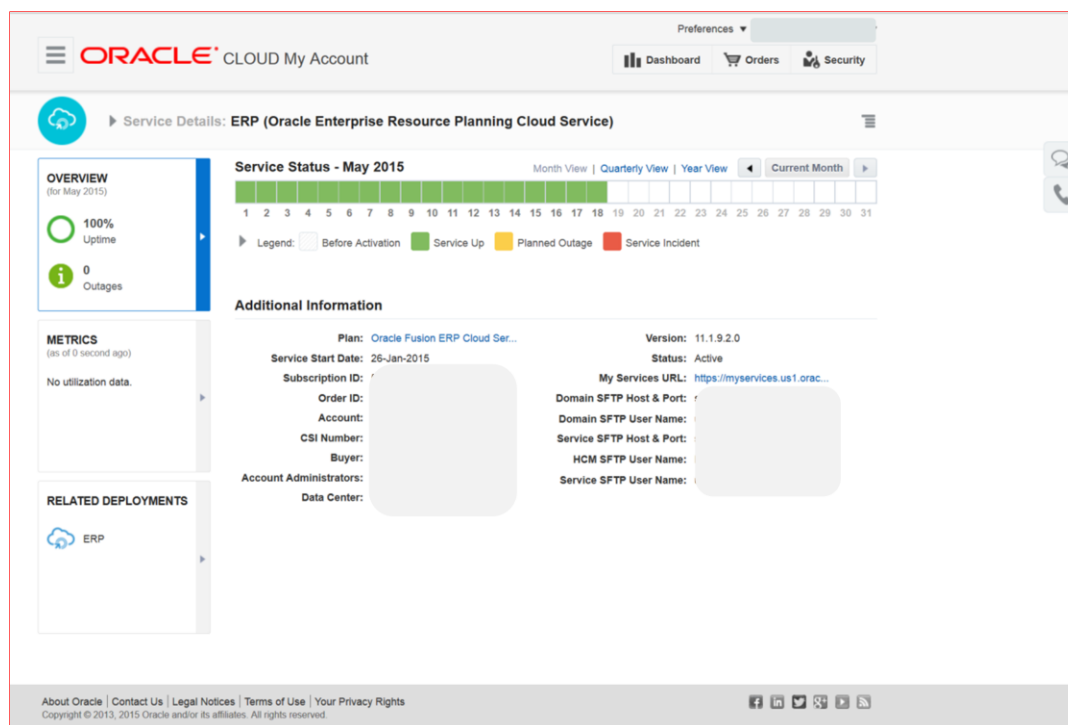 Preferences
ORACLE CLOUD My Account
Dashboard Orders Security
Service Details: ERP (Oracle Enterprise Resource Planning Cloud Service)
OVERVIEW
(for May 2015)
100%
Uptime
0
Outages
METRICS
(as of 0 second ago)
No utilization data.
RELATED DEPLOYMENTS
ERP
Service Status - May 2015
Month View | Quarterly View | Year View Current Month
1 2 3 4 5 6 7 8 9 10 11 12 13 14 15 16 17 18 19 20 21 22 23 24 25 26 27 28 29 30 31
Legend: Before Activation Service Up Planned Outage Service Incident
Additional Information
Plan: Oracle Fusion ERP Cloud Ser...
Service Start Date: 26-Jan-2015
Subscription ID:
Order ID:
Account:
CSI Number:
Buyer:
Account Administrators:
Data Center:
Version: 11.1.9.2.0
Status: Active
My Services URL: https://myservices.us1.orac...
Domain SFTP Host & Port:
Domain SFTP User Name:
Service SFTP Host & Port:
HCM SFTP User Name:
Service SFTP User Name:
About Oracle | Contact Us | Legal Notices | Terms of Use | Your Privacy Rights
Copyright © 2013, 2015 Oracle and/or its affiliates. All rights reserved.